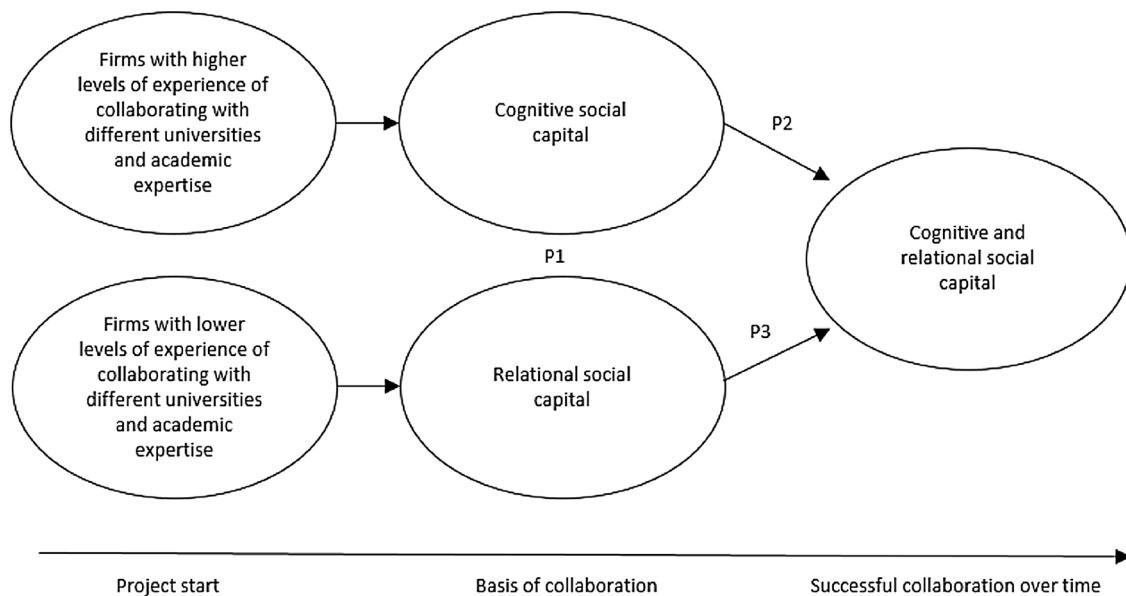 Firms with higher
levels of experience of
collaborating with
different universities
and academic
expertise
Cognitive social
capital
P2
Cognitive and
relational social
capital
P1
Firms with lower
levels of experience of
collaborating with
different universities
and academic
expertise
Relational social
capital
P3
Project start
Basis of collaboration
Successful collaboration over time